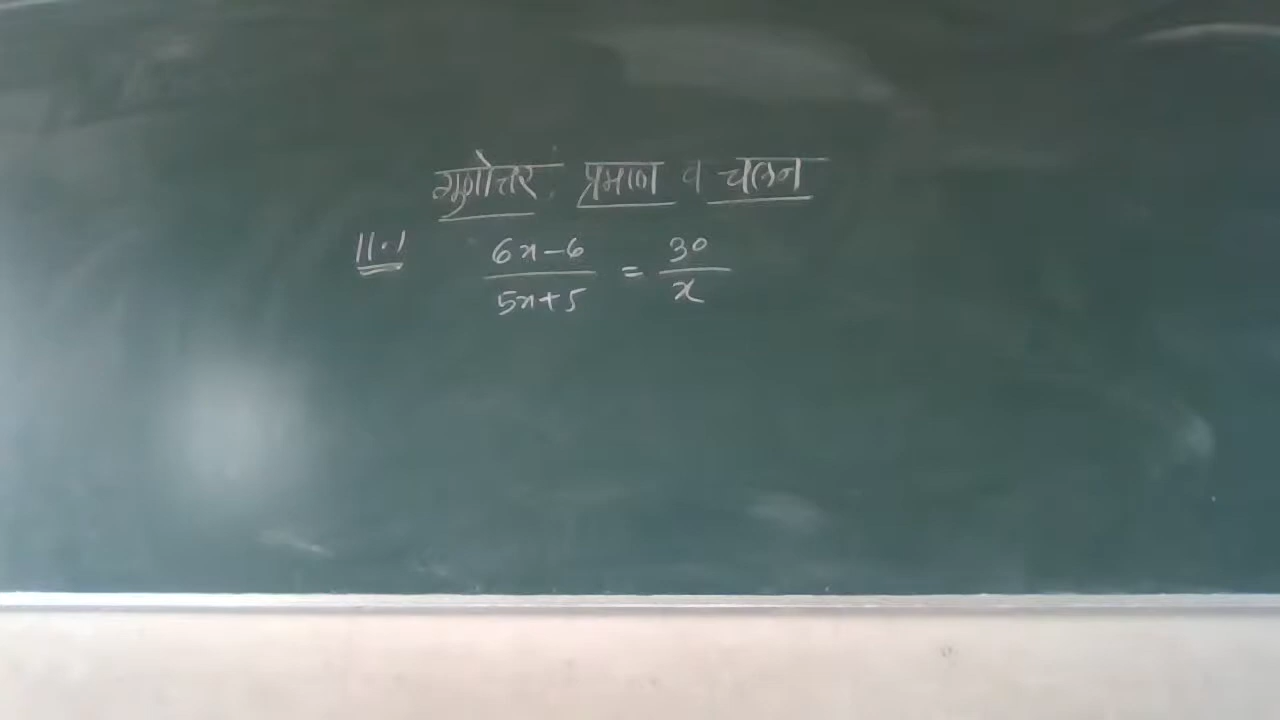 गुणोत्तर प्रमाण व चलन
11.1 6x-6 = 30
5x+5 x